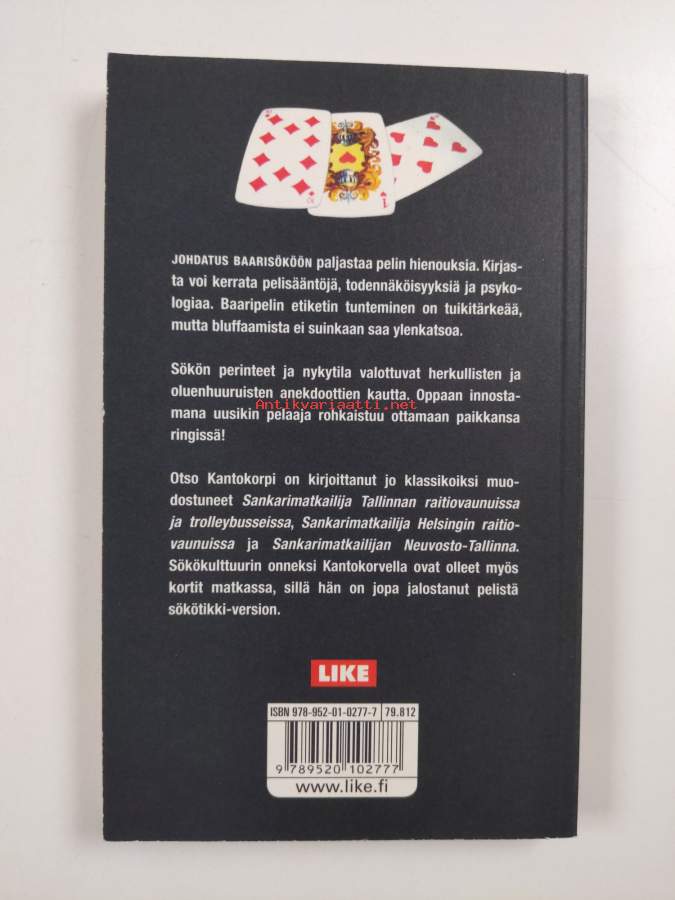 JOHDATUS BAARISÖKÖÖN paljastaa pelin hienouksia. Kirjas-
ta voi kerrata pelisääntöjä, todennäköisyyksiä ja psyko-
logiaa. Baaripelin etiketin tunteminen on tuikitärkeää,
mutta bluffaamista ei suinkaan saa ylenkatsoa.
Sökön perinteet ja nykytila valottuvat herkullisten ja
oluenhuuruisten anekdoottien kautta. Oppaan innosta-
Antikvariaatti.net
mana uusikin pelaaja rohkaistuu ottamaan paikkansa
ringissä!
Otso Kantokorpi on kirjoittanut jo klassikoiksi muo-
dostuneet Sankarimatkailija Tallinnan raitiovaunuissa
ja trolleybusseissa, Sankarimatkailija Helsingin raitio-
vaunuissa ja Sankarimatkailijan Neuvosto-Tallinna.
Sökökulttuurin onneksi Kantokorvella ovat olleet myös
kortit matkassa, sillä hän on jopa jalostanut pelistä
sökötikki-version.
LIKE
ISBN 978-952-01-0277-7 79.812
9 789520 102777
www.like.fi